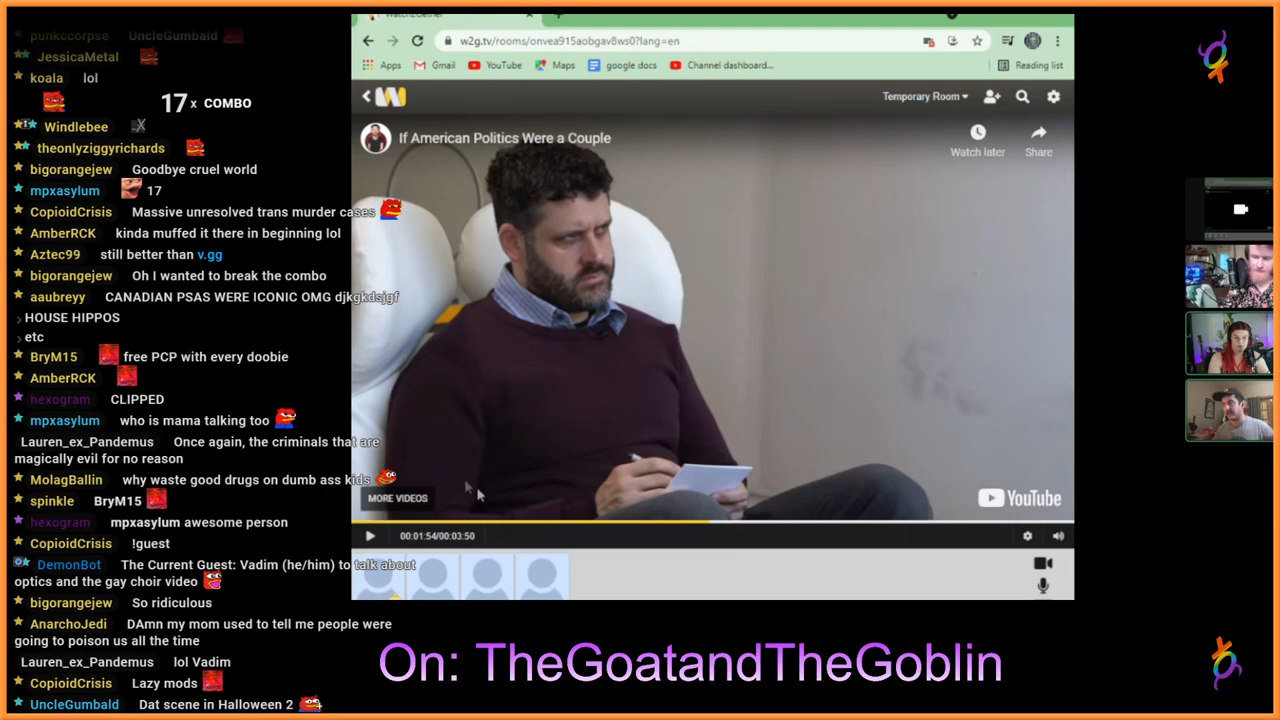 punkccorpse UncleGumbald
JessicaMetal
koala lol
17 x COMBO
Windlebee
theonlyziggyrichards
bigorangejew Goodbye cruel world
mpxasylum 17
CopioidCrisis Massive unresolved trans murder cases
AmberRCK kinda muffed it there in beginning lol
Aztec99 still better than v.gg
bigorangejew Oh I wanted to break the combo
aaubreyy CANADIAN PSAS WERE ICONIC OMG djkgkdsjgf
› HOUSE HIPPOS
› etc
BryM15 free PCP with every doobie
AmberRCK
hexogram CLIPPED
mpxasylum who is mama talking too
Lauren_ex_Pandemus Once again, the criminals that are
magically evil for no reason
MolagBallin why waste good drugs on dumb ass kids
spinkle BryM15
hexogram mpxasylum awesome person
CopioidCrisis !guest
DemonBot The Current Guest: Vadim (he/him) to talk about
optics and the gay choir video
bigorangejew So ridiculous
AnarchoJedi DAmn my mom used to tell me people were
going to poison us all the time
Lauren_ex_Pandemus lol Vadim
CopioidCrisis Lazy mods
UncleGumbald Dat scene in Halloween 2
w2g.tv/rooms/onvea915aobgav8ws0?lang=en
Apps Gmail YouTube Maps google docs Channel dashboard... Reading list
Temporary Room
If American Politics Were a Couple
Watch later Share
MORE VIDEOS
YouTube
00:01:54/00:03:50
On: TheGoatandTheGoblin